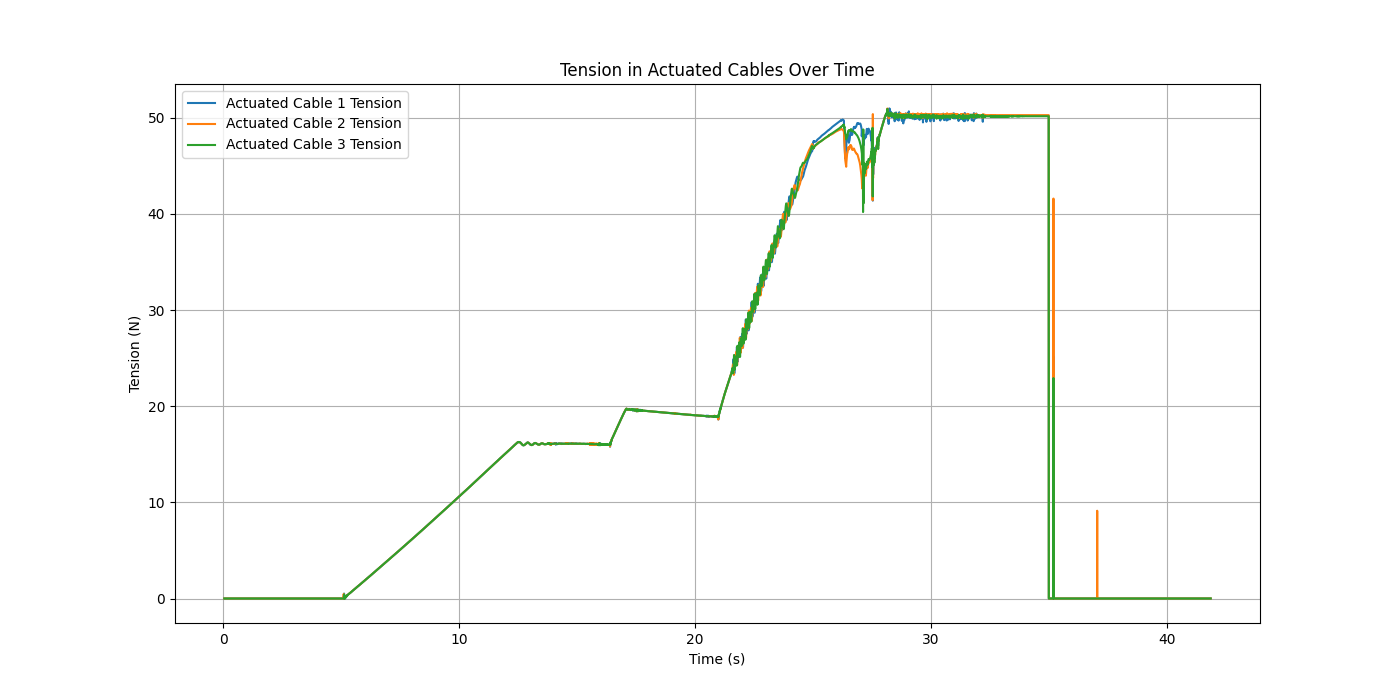 Tension in Actuated Cables Over Time
Actuated Cable 1 Tension
Actuated Cable 2 Tension
Actuated Cable 3 Tension
50
40
30
20
10
0
Tension (N)
0 10 20 30 40
Time (s)